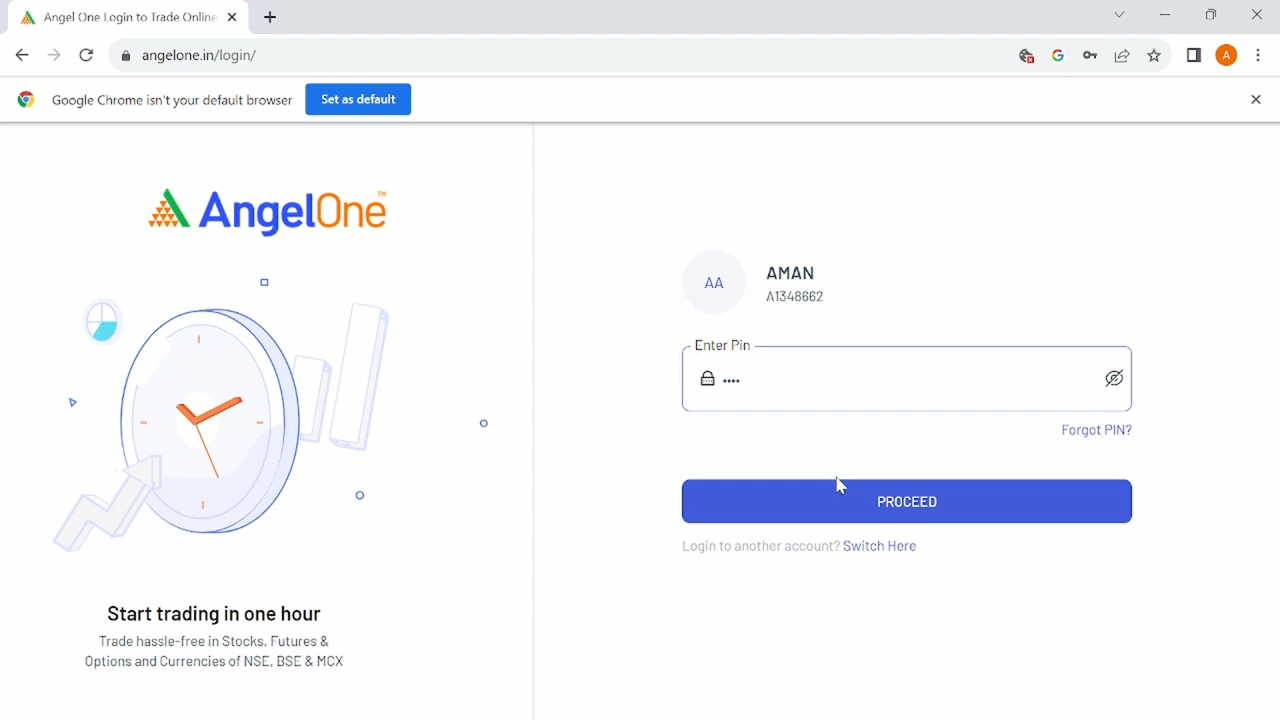 Angel One Login to Trade Online
angelone.in/login/
A
Google Chrome isn't your default browser
Set as default
AngelOne™
AA
AMAN
A1348662
Enter Pin
••••
Forgot PIN?
PROCEED
Login to another account? Switch Here
Start trading in one hour
Trade hassle-free in Stocks, Futures &
Options and Currencies of NSE, BSE & MCX